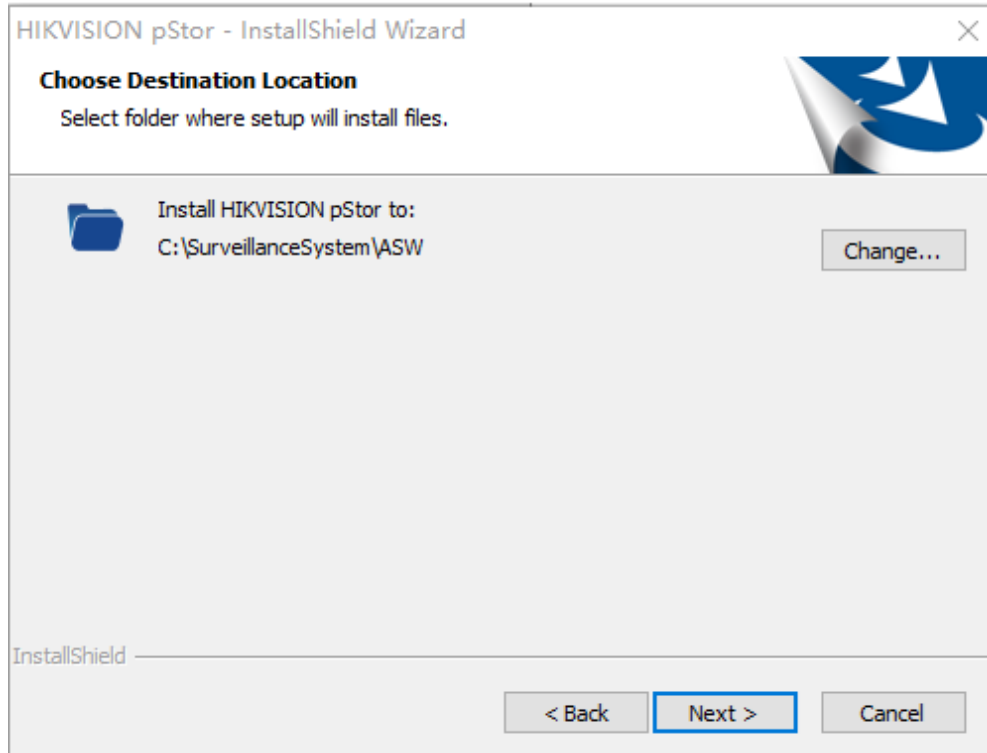 HIKVISION pStor - InstallShield Wizard
Choose Destination Location
Select folder where setup will install files.
Install HIKVISION pStor to:
C:\SurveillanceSystem\ASW
Change...
InstallShield
< Back
Next >
Cancel